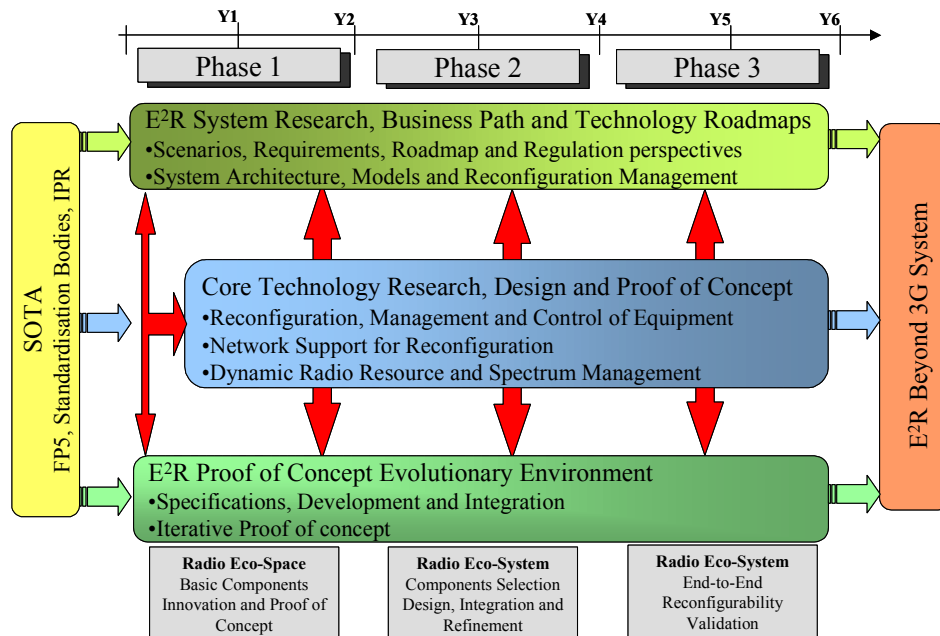 Y1 Y2 Y3 Y4 Y5 Y6
Phase 1 Phase 2 Phase 3
SOTA
FP5, Standardisation Bodies, IPR
E²R System Research, Business Path and Technology Roadmaps
•Scenarios, Requirements, Roadmap and Regulation perspectives
•System Architecture, Models and Reconfiguration Management
Core Technology Research, Design and Proof of Concept
•Reconfiguration, Management and Control of Equipment
•Network Support for Reconfiguration
•Dynamic Radio Resource and Spectrum Management
E²R Proof of Concept Evolutionary Environment
•Specifications, Development and Integration
•Iterative Proof of concept
E²R Beyond 3G System
Radio Eco-Space
Basic Components
Innovation and Proof of
Concept
Radio Eco-System
Components Selection
Design, Integration and
Refinement
Radio Eco-System
End-to-End
Reconfigurability
Validation